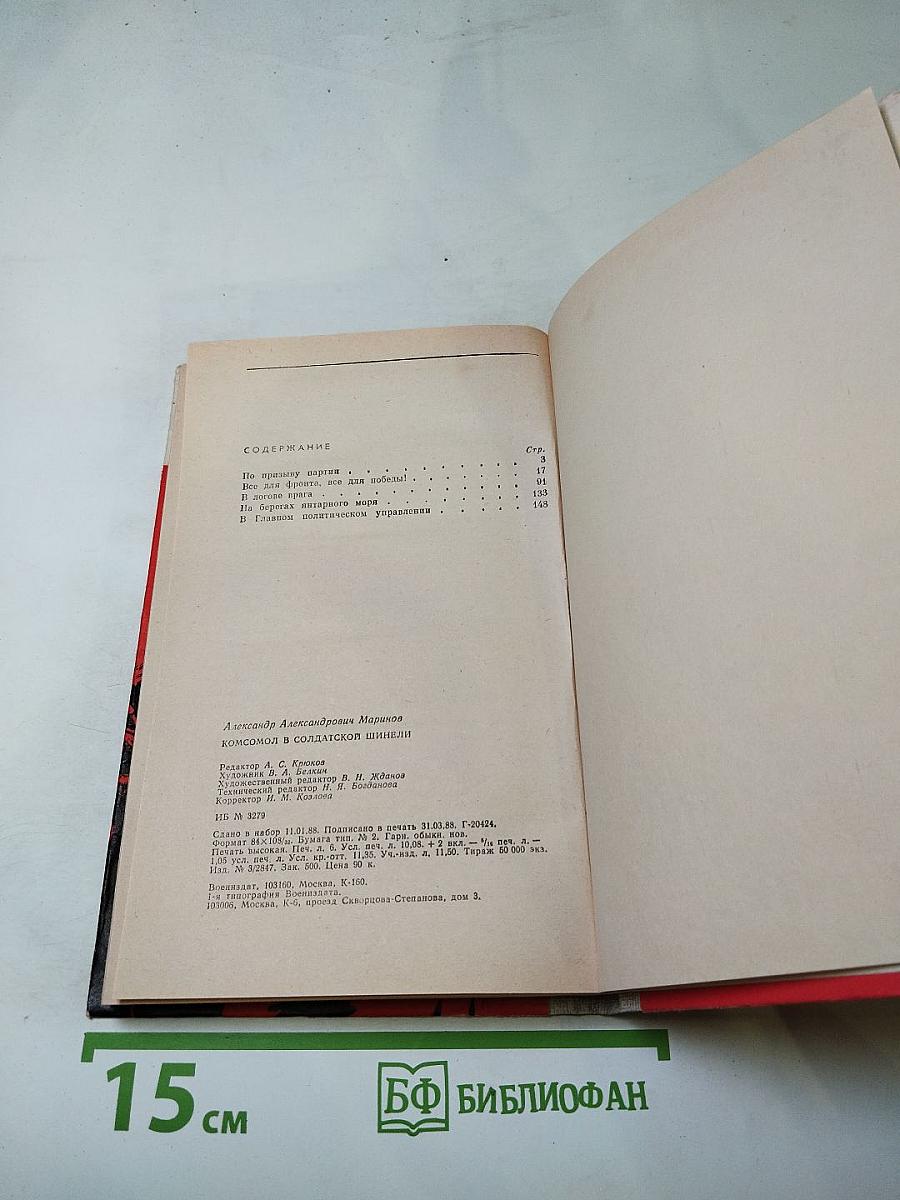 СОДЕРЖАНИЕ
Стр.
По призыву партии . . . . . . . . . . 3
Все для фронта, все для победы! . . . . . . 17
В логове врага . . . . . . . . . . . 91
На берегах янтарного моря . . . . . . . . 133
В Главном политическом управлении . . . . . 148
Александр Александрович Маринов
КОМСОМОЛ В СОЛДАТСКОЙ ШИНЕЛИ
Редактор А. С. Крюков
Художник В. А. Белкин
Художественный редактор В. Н. Жданов
Технический редактор Н. Я. Богданова
Корректор И. М. Козлова
ИБ № 3279
Сдано в набор 11.01.88. Подписано в печать 31.03.88. Г-20424.
Формат 84×108/32. Бумага тип. № 2. Гарн. обыкн. нов.
Печать высокая. Печ. л. 6. Усл. печ. л. 10,08. + 2 вкл. — 5/16 печ. л. —
1,05 усл. печ. л. Усл. кр.-отт. 11,35. Уч.-изд. л. 11,50. Тираж 50 000 экз.
Изд. № 3/2847. Зак. 500. Цена 90 к.
Воениздат, 103160, Москва, К-160.
1-я типография Воениздата.
103006, Москва, К-6, проезд Скворцова-Степанова, дом 3.
15 см
БФ БИБЛИОФАН